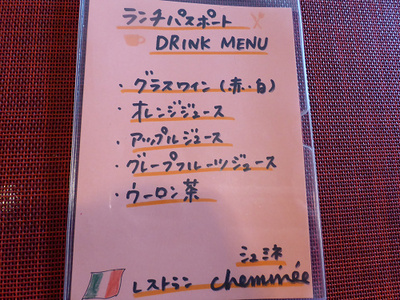 ランチパスポート
DRINK MENU
・グラスワイン(赤・白)
・オレンジジュース
・アップルジュース
・グレープフルーツジュース
・ウーロン茶
シュミネ
レストラン cheminée